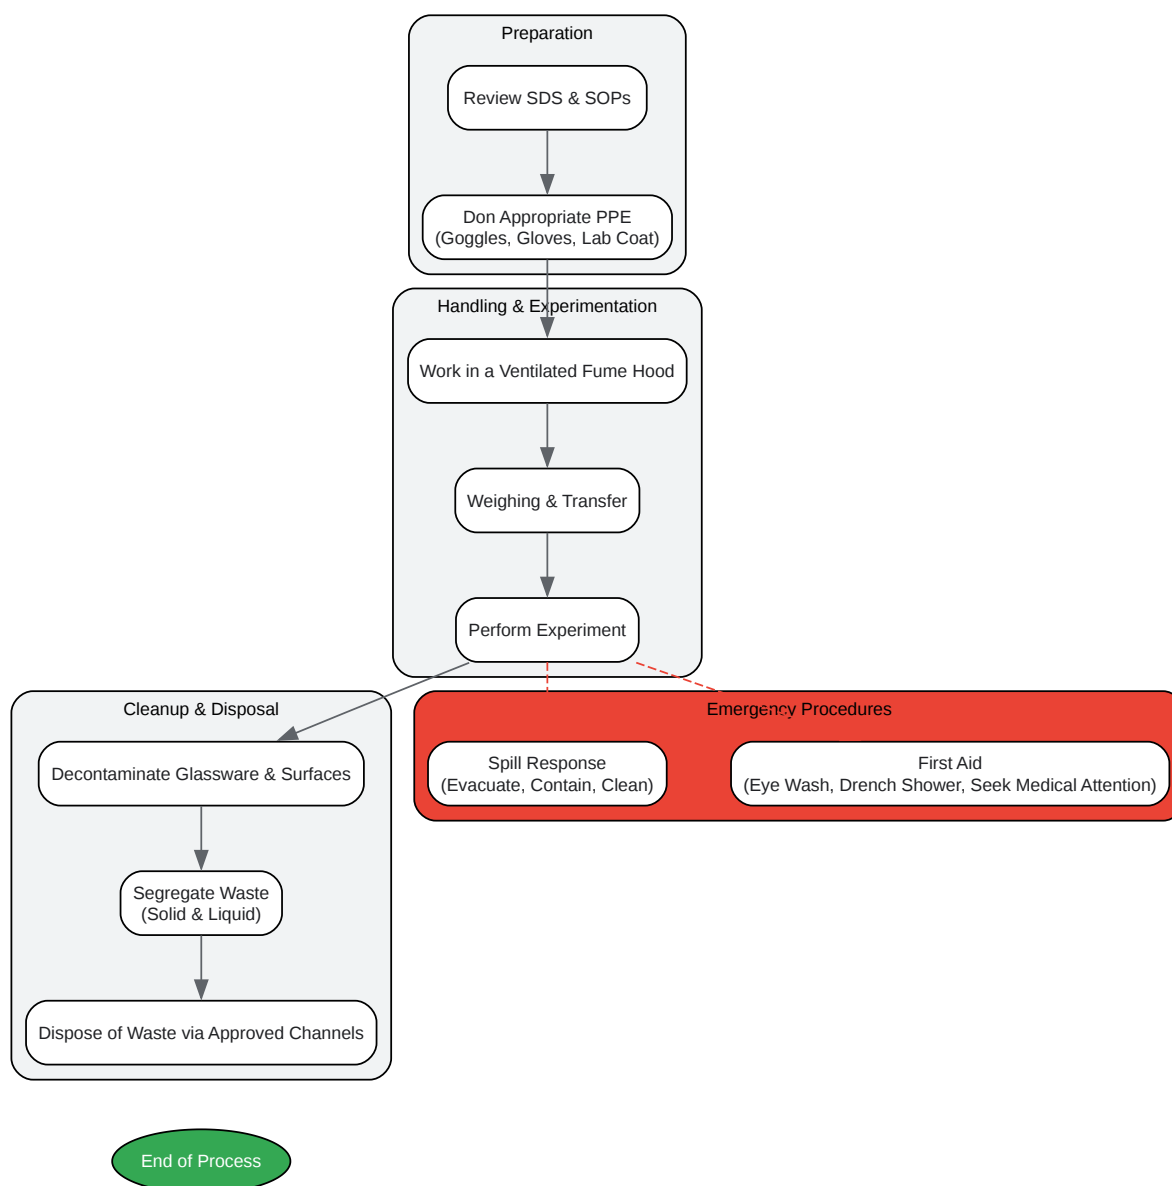 Preparation
Review SDS & SOPs
Don Appropriate PPE
(Goggles, Gloves, Lab Coat)
Handling & Experimentation
Work in a Ventilated Fume Hood
Weighing & Transfer
Perform Experiment
Cleanup & Disposal
Decontaminate Glassware & Surfaces
Segregate Waste
(Solid & Liquid)
Dispose of Waste via Approved Channels
Emergency Procedures
Spill Response
(Evacuate, Contain, Clean)
First Aid
(Eye Wash, Drench Shower, Seek Medical Attention)
End of Process